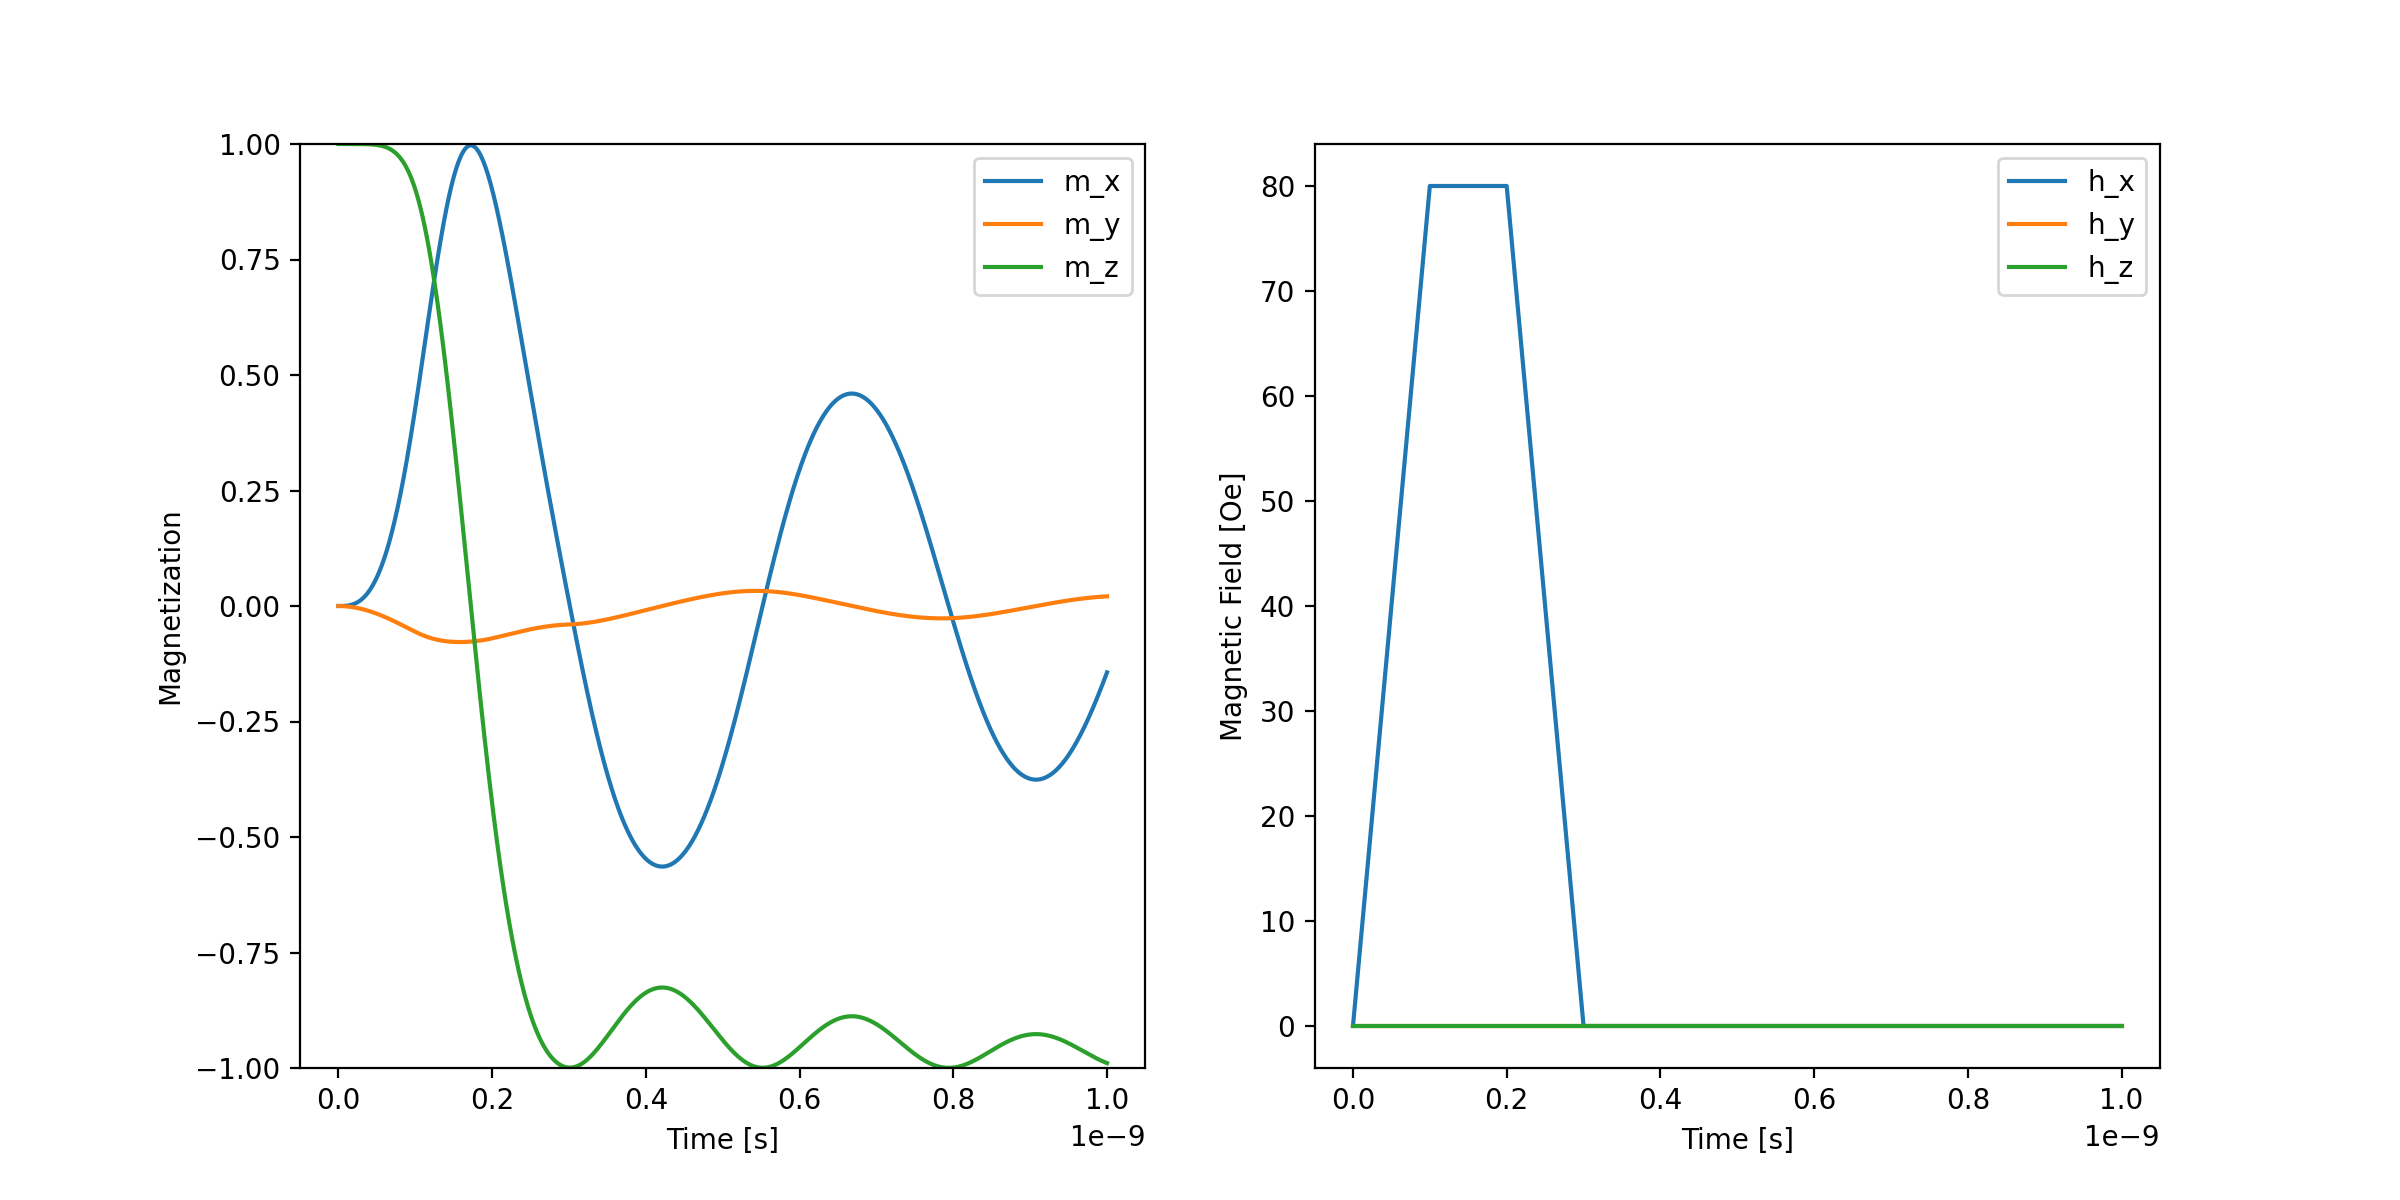 1.00
0.75
0.50
0.25
0.00
−0.25
−0.50
−0.75
−1.00
Magnetization
0.0 0.2 0.4 0.6 0.8 1.0
Time [s]
1e−9
m_x
m_y
m_z
80
70
60
50
40
30
20
10
0
Magnetic Field [Oe]
0.0 0.2 0.4 0.6 0.8 1.0
Time [s]
1e−9
h_x
h_y
h_z